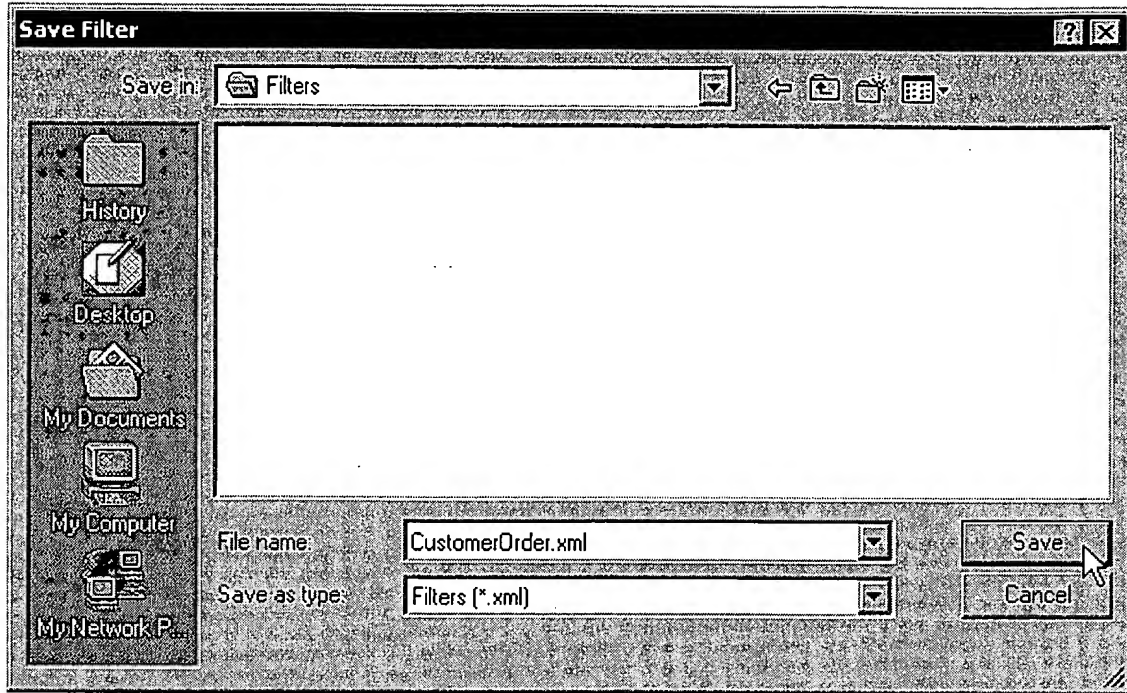 Save Filter
Save in:
Filters
History
Desktop
My Documents
My Computer
My Network P...
File name:
CustomerOrder.xml
Save
Save as type:
Filters (*.xml)
Cancel